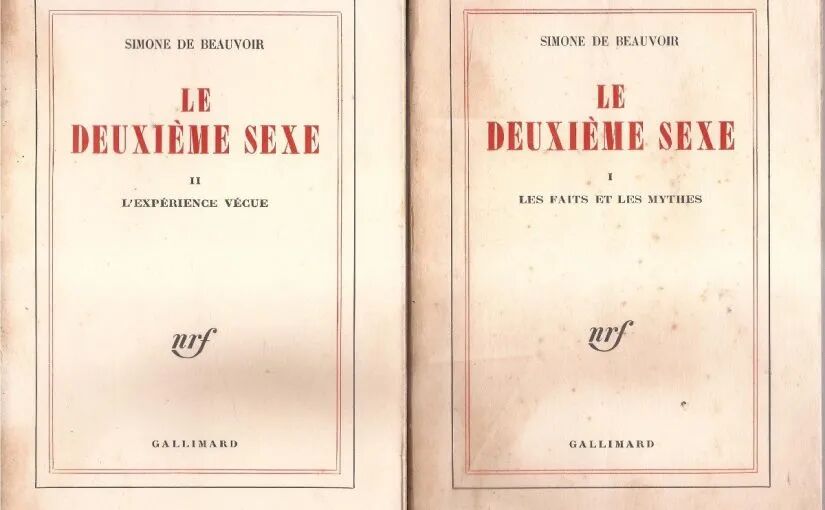 SIMONE DE BEAUVOIR
LE
DEUXIÈME SEXE
II
L'EXPÉRIENCE VÉCUE
nrf
GALLIMARD
SIMONE DE BEAUVOIR
LE
DEUXIÈME SEXE
I
LES FAITS ET LES MYTHES
nrf
GALLIMARD